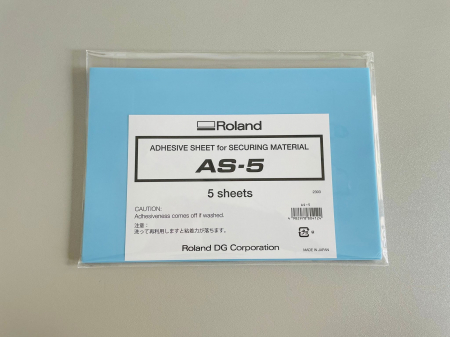 Roland
ADHESIVE SHEET for SECURING MATERIAL
AS-5
5 sheets
CAUTION:
Adhesiveness comes off if washed.
注意：
洗って再利用しますと粘着力が落ちます。
AS-5
Roland DG Corporation
MADE IN JAPAN